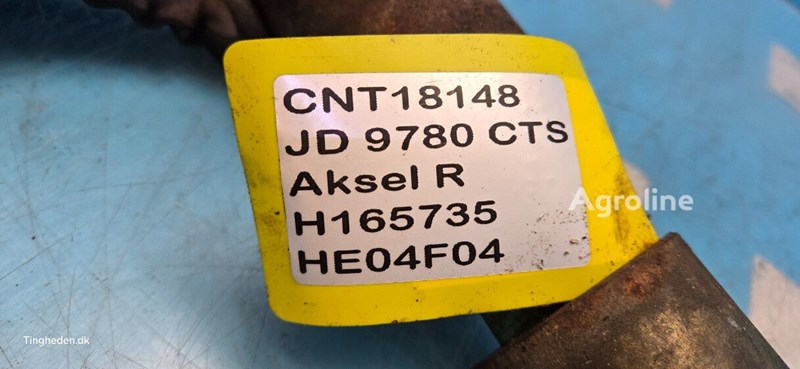 CNT18148
JD 9780 CTS
Aksel R
H165735
HE04F04
Agroline
Tingheden.dk